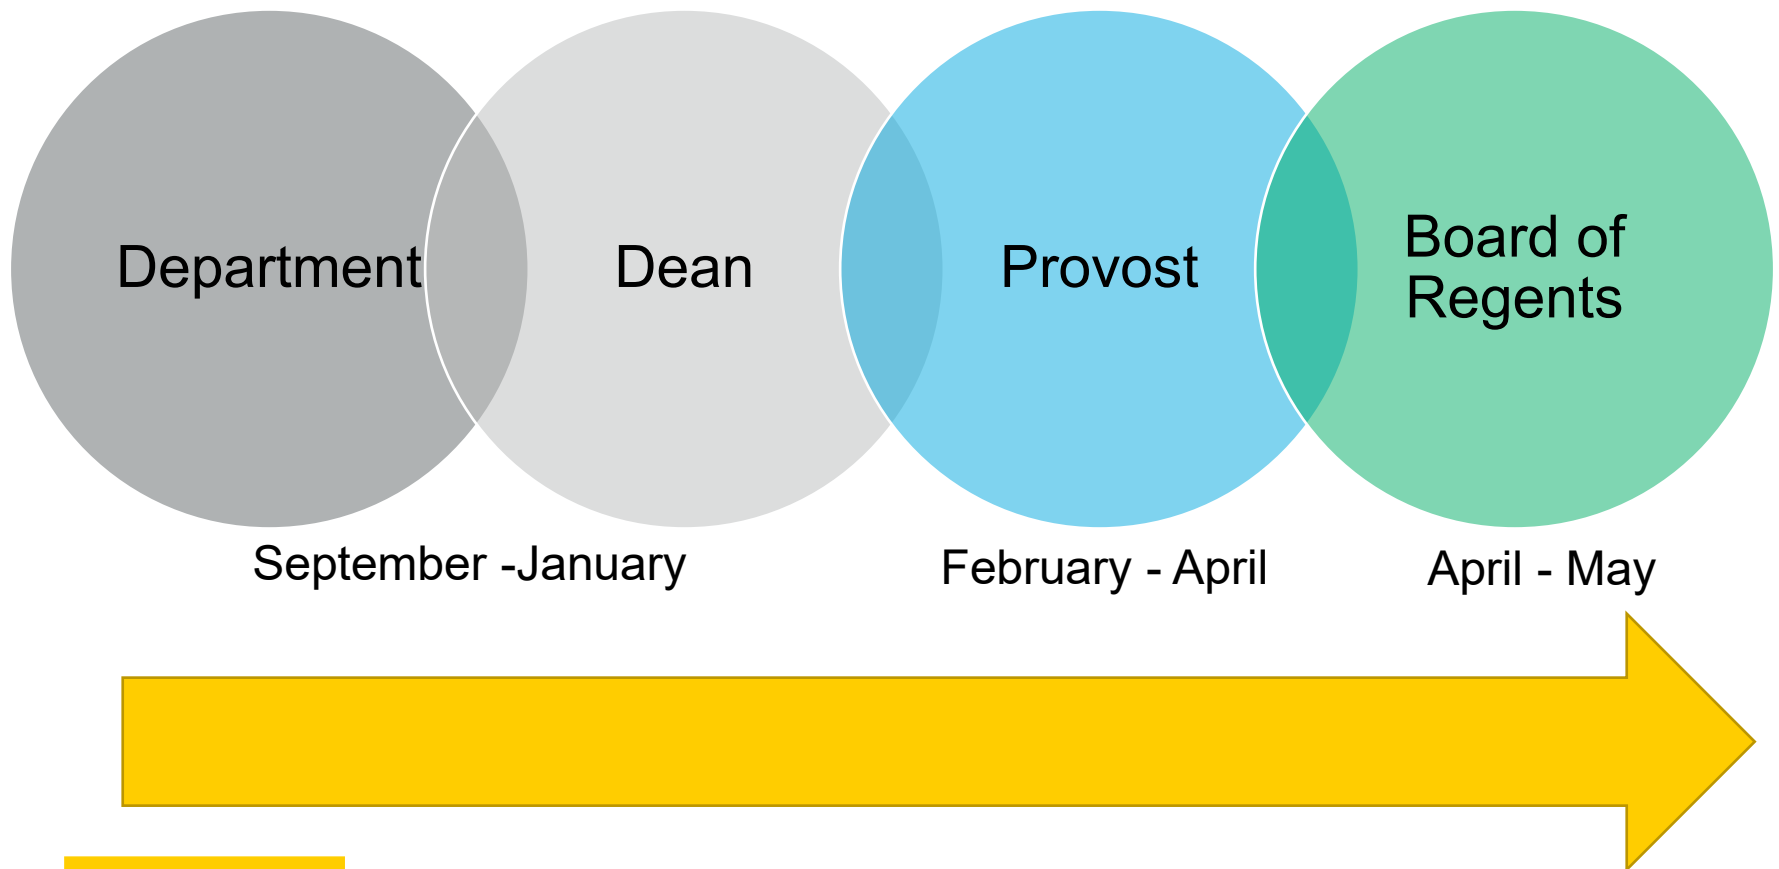 Department
Dean
Provost
Board of
Regents
September -January
February - April
April - May